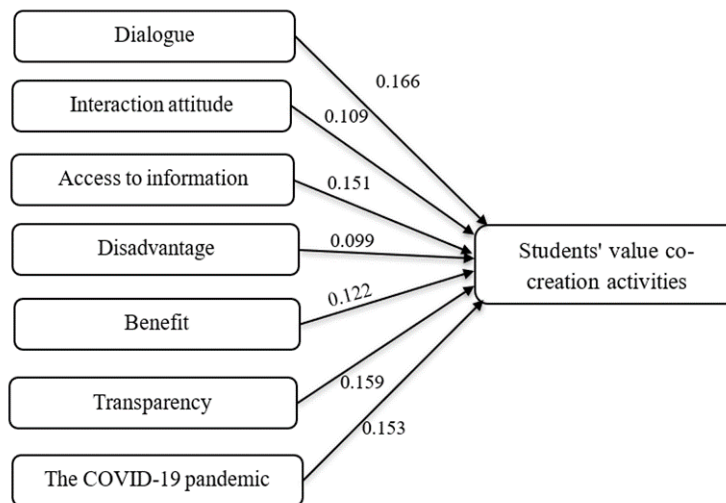 Dialogue
0.166
Interaction attitude
0.109
Access to information
0.151
Disadvantage
0.099
Students' value co-
creation activities
Benefit
0.122
Transparency
0.159
The COVID-19 pandemic
0.153